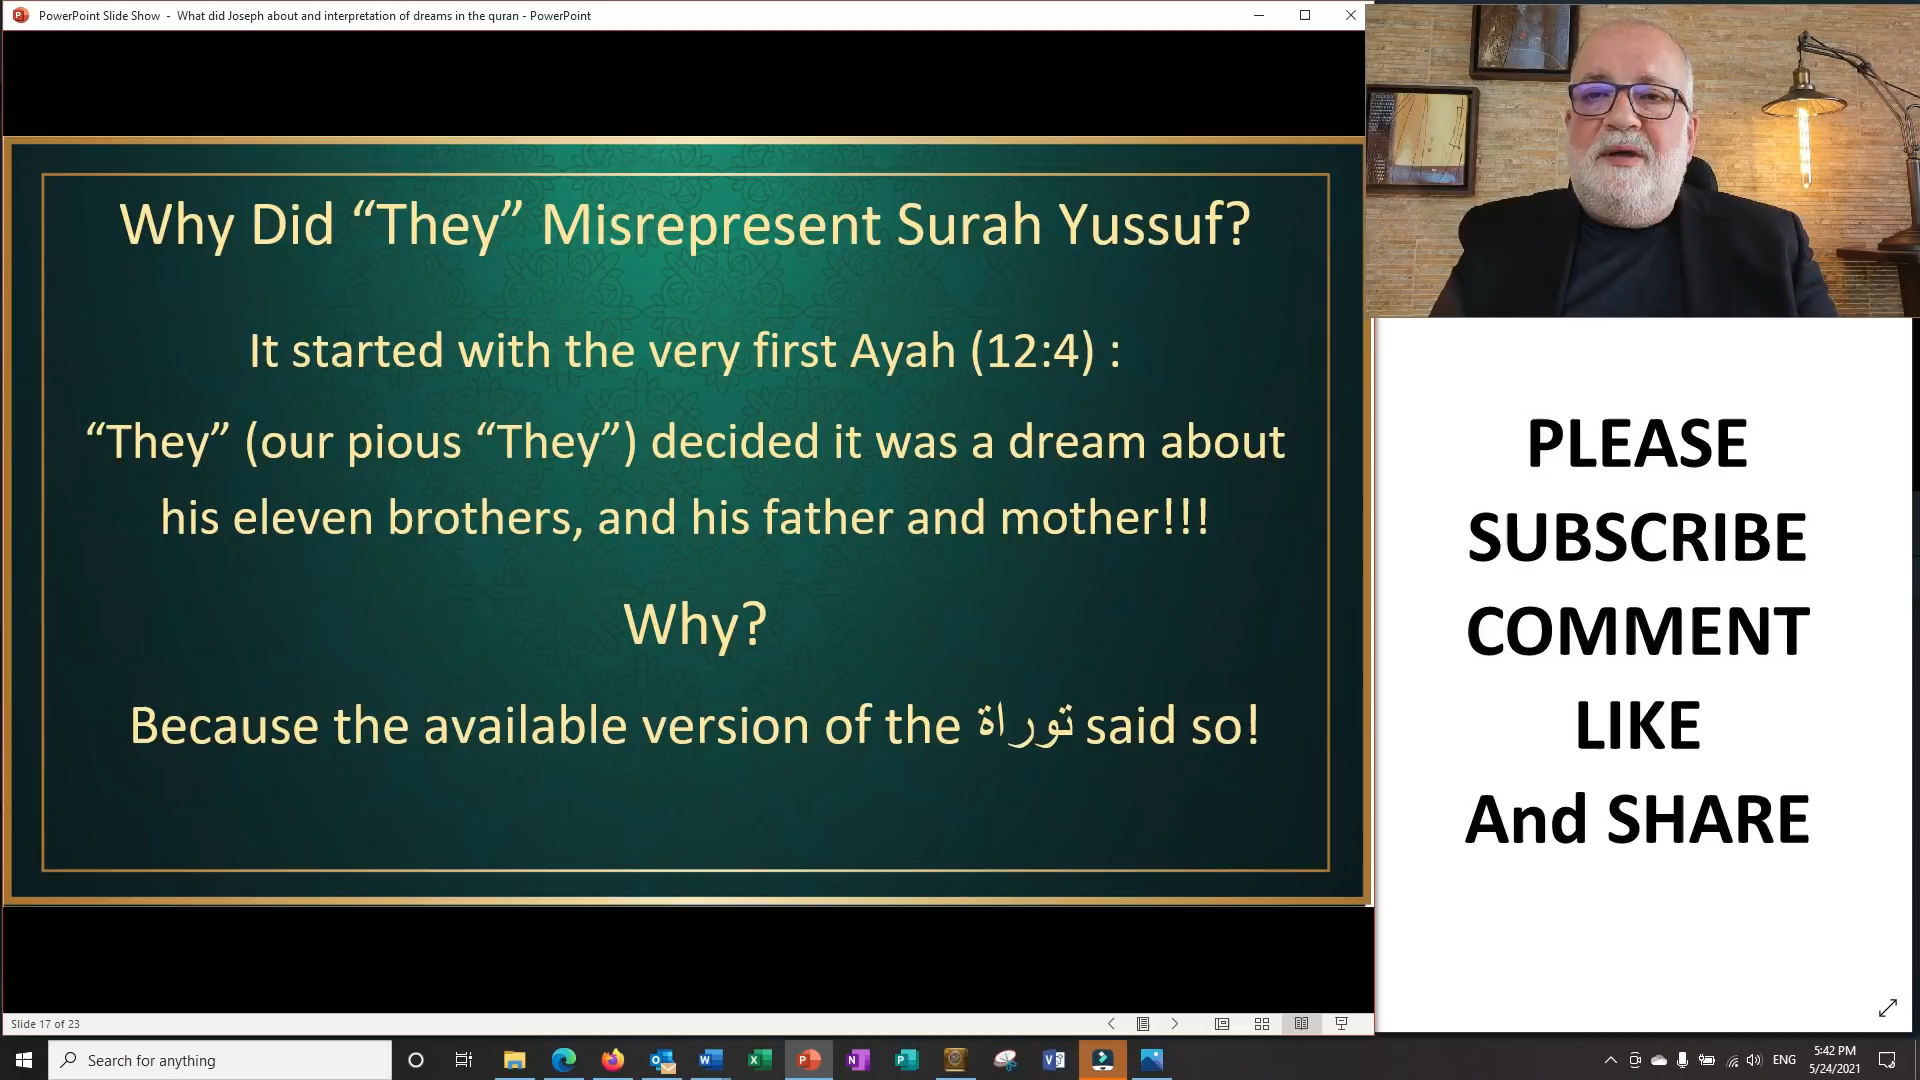 PowerPoint Slide Show - What did Joseph about and interpretation of dreams in the quran - PowerPoint
Why Did “They” Misrepresent Surah Yussuf?
It started with the very first Ayah (12:4) :
“They” (our pious “They”) decided it was a dream about
his eleven brothers, and his father and mother!!!
Why?
Because the available version of the توراة said so!
PLEASE
SUBSCRIBE
COMMENT
LIKE
And SHARE
Slide 17 of 23
Search for anything
ENG
5:42 PM
5/24/2021